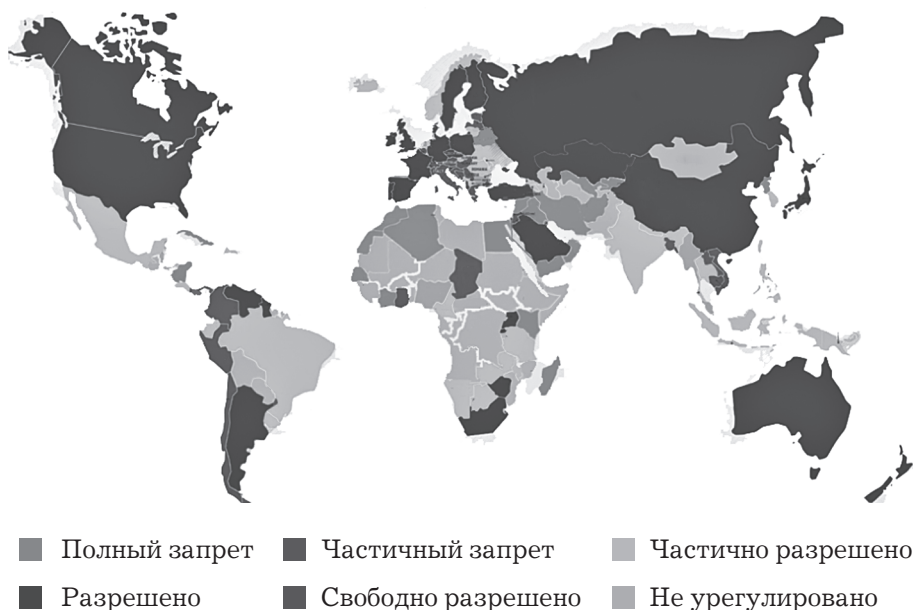 Полный запрет Частичный запрет Частично разрешено
Разрешено Свободно разрешено Не урегулировано